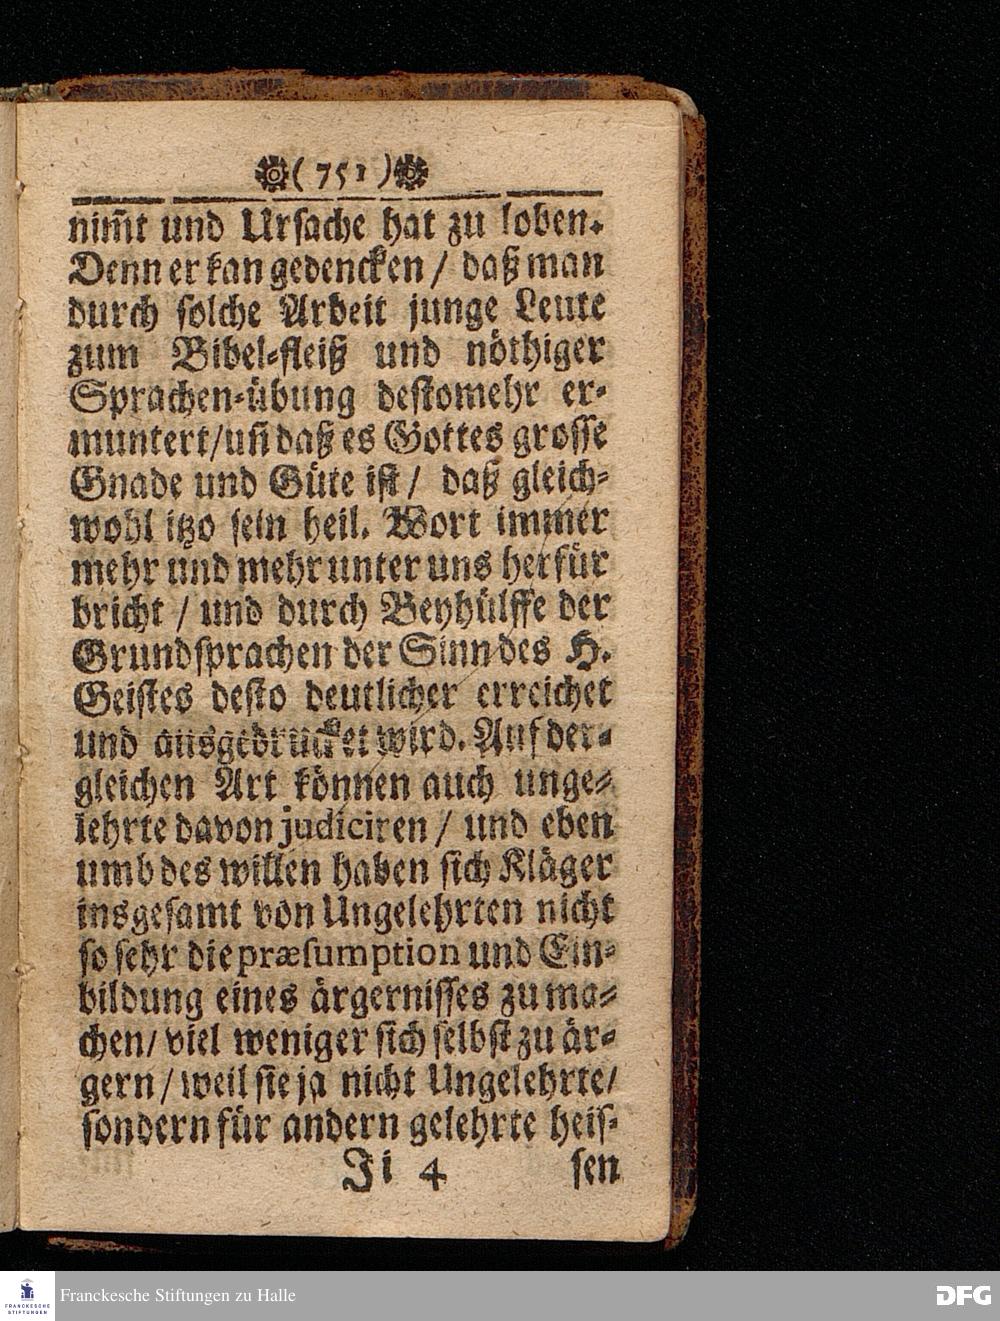 ( 751 )
nim̃t und Urſache hat zu loben.
Denn er kan gedencken / daß man
durch ſolche Arbeit junge Leute
zum Bibel-fleiß und nöthiger
Sprachen-übung deſtomehr er-
muntert/ uñ daß es Gottes groſſe
Gnade und Güte iſt / daß gleich-
wohl itzo ſein heil. Wort immer
mehr und mehr unter uns herfür
bricht / und durch Beyhülffe der
Grundſprachen der Sinn des H.
Geiſtes deſto deutlicher erreichet
und ausgedrücket wird. Auf der-
gleichen Art können auch unge-
lehrte davon judiciren / und eben
umb des willen haben ſich Kläger
insgeſamt von Ungelehrten nicht
ſo ſehr die præſumption und Ein-
bildung eines ärgerniſſes zu ma-
chen/ viel weniger ſich ſelbſt zu är-
gern / weil ſie ja nicht Ungelehrte/
ſondern für andern gelehrte heiſ-
Ji 4 ſen
FRANCKESCHE
STIFTUNGEN
Franckesche Stiftungen zu Halle
DFG